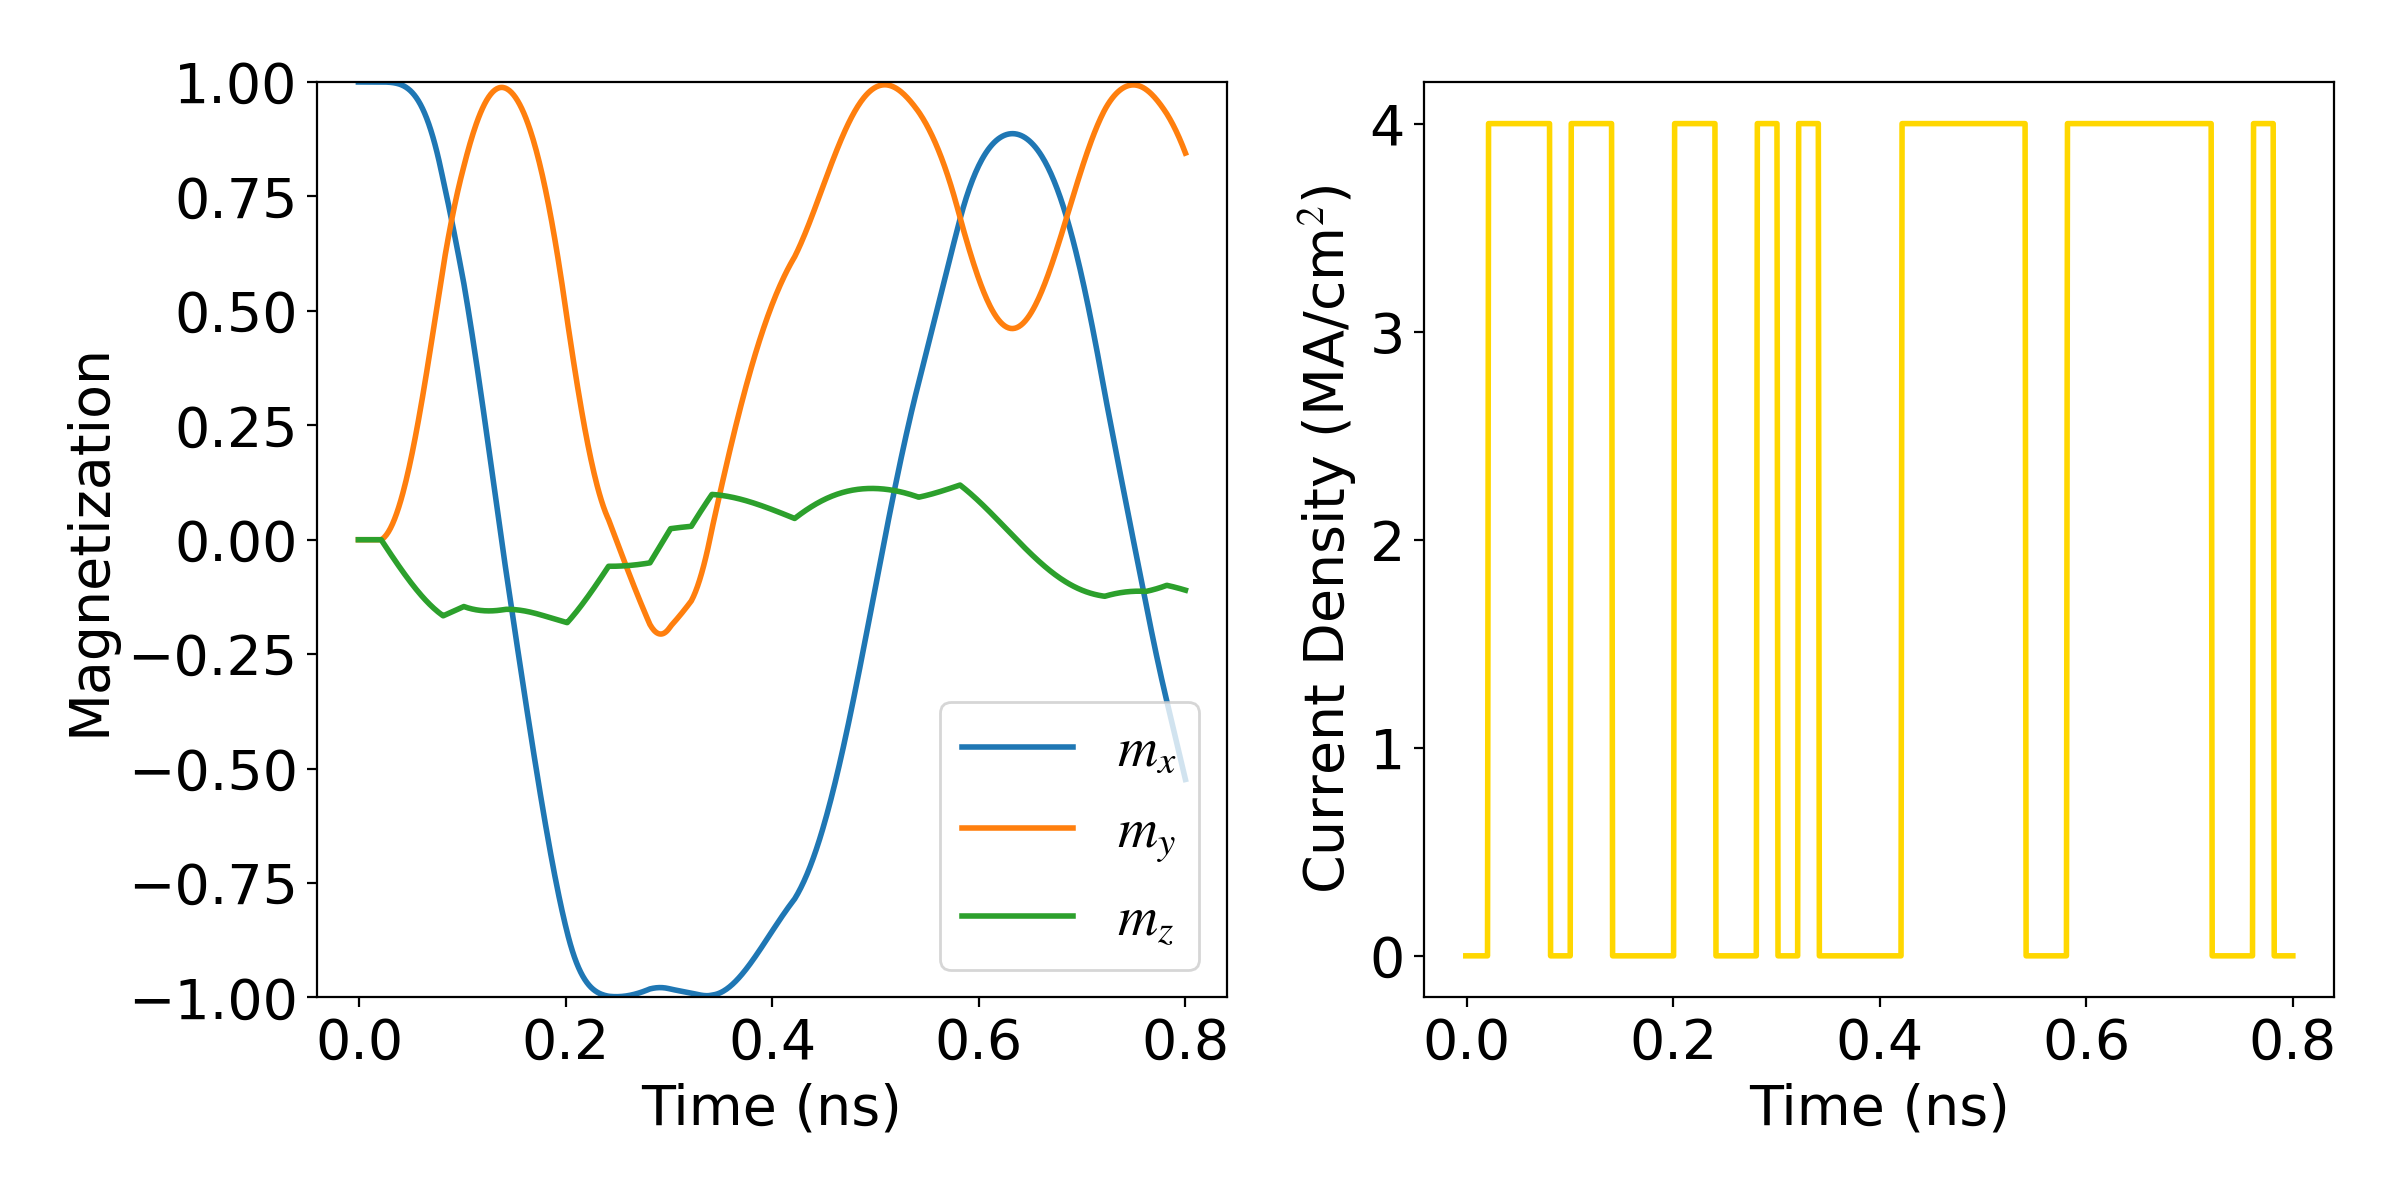 1.00
0.75
0.50
0.25
0.00
−0.25
−0.50
−0.75
−1.00
Magnetization
0.0 0.2 0.4 0.6 0.8
Time (ns)
m_x
m_y
m_z
4
3
2
1
0
Current Density (MA/cm²)
0.0 0.2 0.4 0.6 0.8
Time (ns)